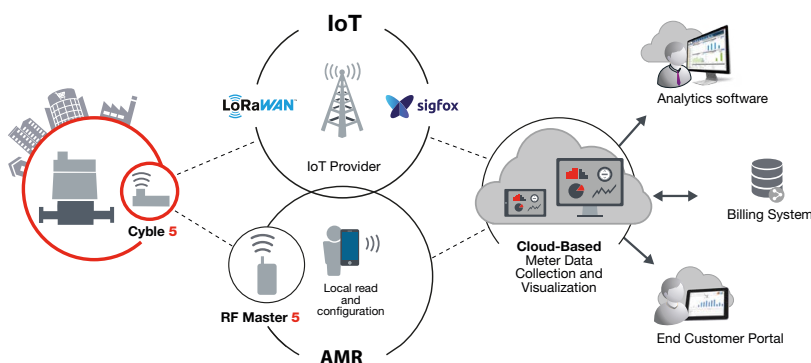 IoT
LoRaWAN™
sigfox
IoT Provider
Cyble 5
RF Master 5
Local read
and
configuration
AMR
Cloud-Based
Meter Data
Collection and
Visualization
Analytics software
Billing System
End Customer Portal